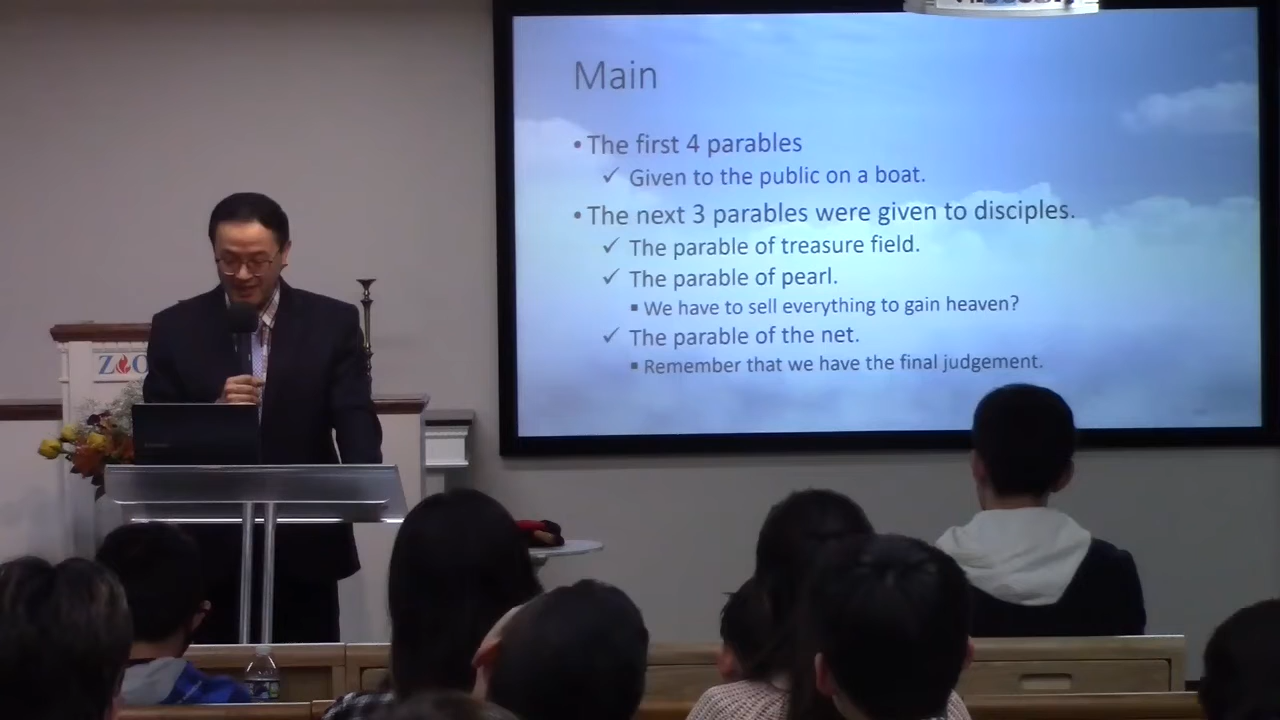 Main
• The first 4 parables
✓ Given to the public on a boat.
• The next 3 parables were given to disciples.
✓ The parable of treasure field.
✓ The parable of pearl.
▪ We have to sell everything to gain heaven?
✓ The parable of the net.
▪ Remember that we have the final judgement.